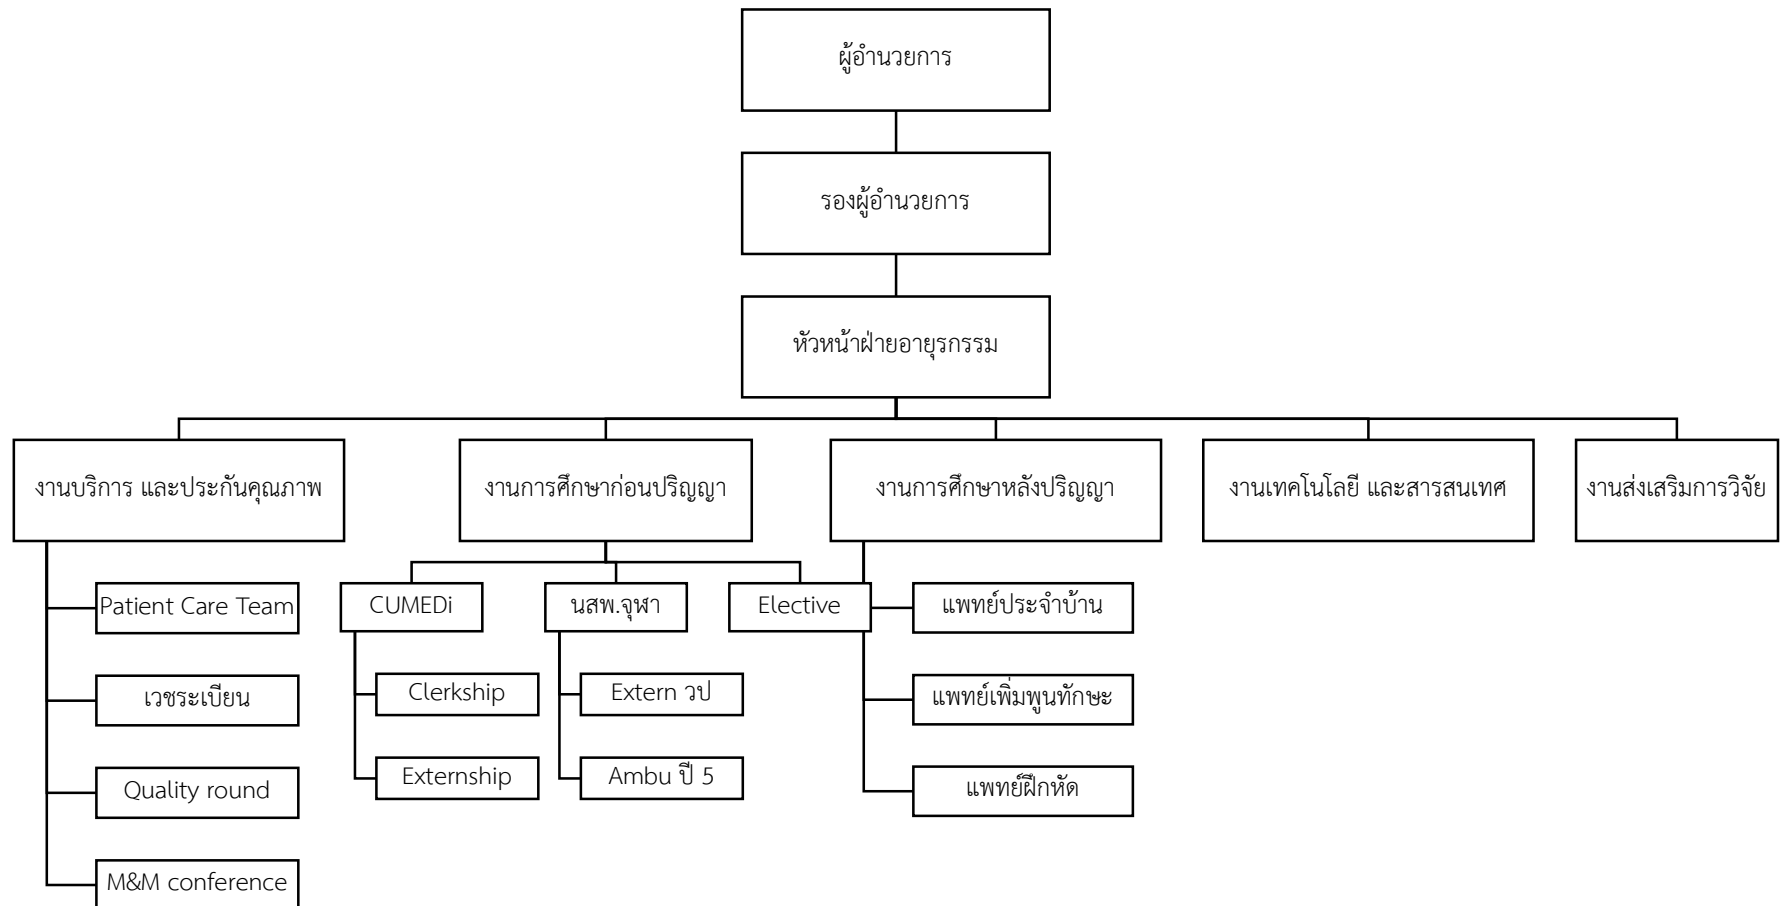 ผู้อำนวยการ
รองผู้อำนวยการ
หัวหน้าฝ่ายอายุรกรรม
งานบริการ และประกันคุณภาพ
งานการศึกษาก่อนปริญญา
งานการศึกษาหลังปริญญา
งานเทคโนโลยี และสารสนเทศ
งานส่งเสริมการวิจัย
Patient Care Team
เวชระเบียน
Quality round
M&M conference
CUMEDi
Clerkship
Externship
นสพ.จุฬา
Extern วป
Ambu ปี 5
Elective
แพทย์ประจำบ้าน
แพทย์เพิ่มพูนทักษะ
แพทย์ฝึกหัด